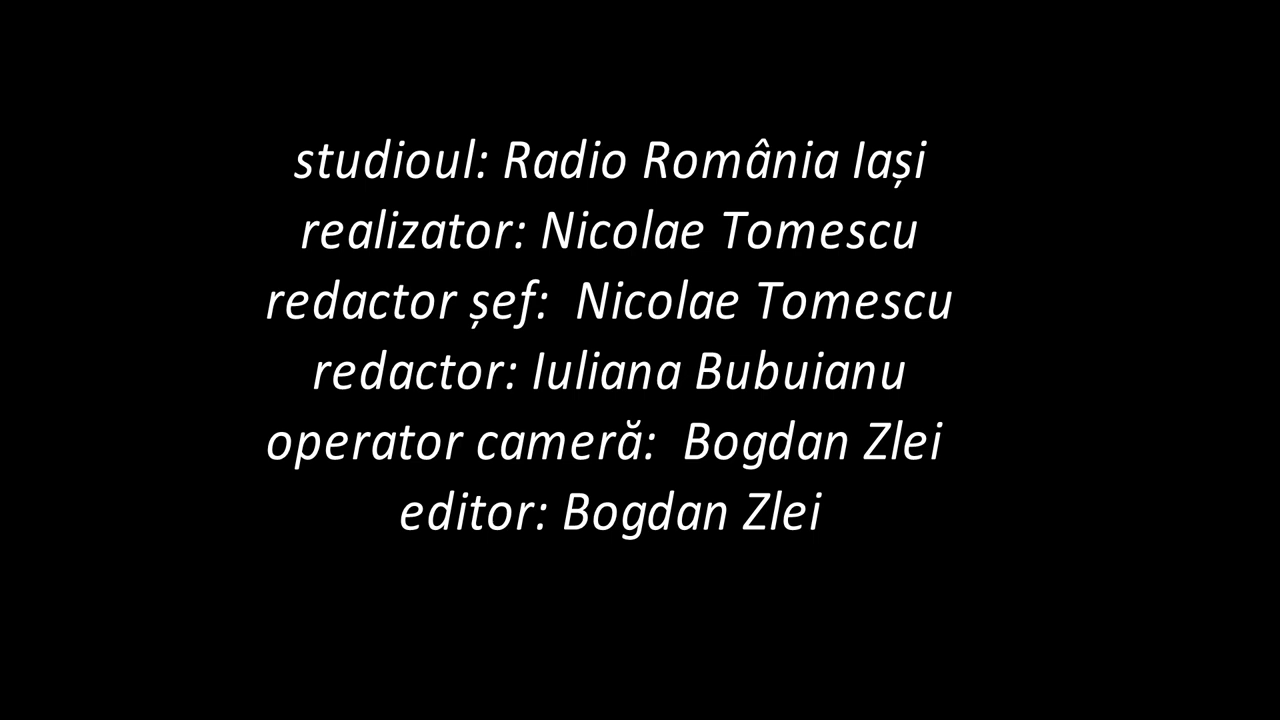 studioul: Radio România Iași
realizator: Nicolae Tomescu
redactor șef:  Nicolae Tomescu
redactor: Iuliana Bubuianu
operator cameră:  Bogdan Zlei
editor: Bogdan Zlei